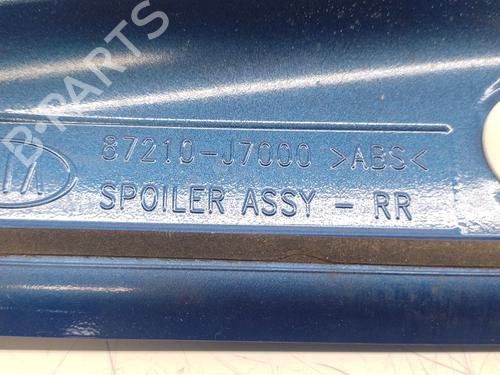 B-PARTS
87210-J7000 >ABS<
SPOILER ASSY - RR